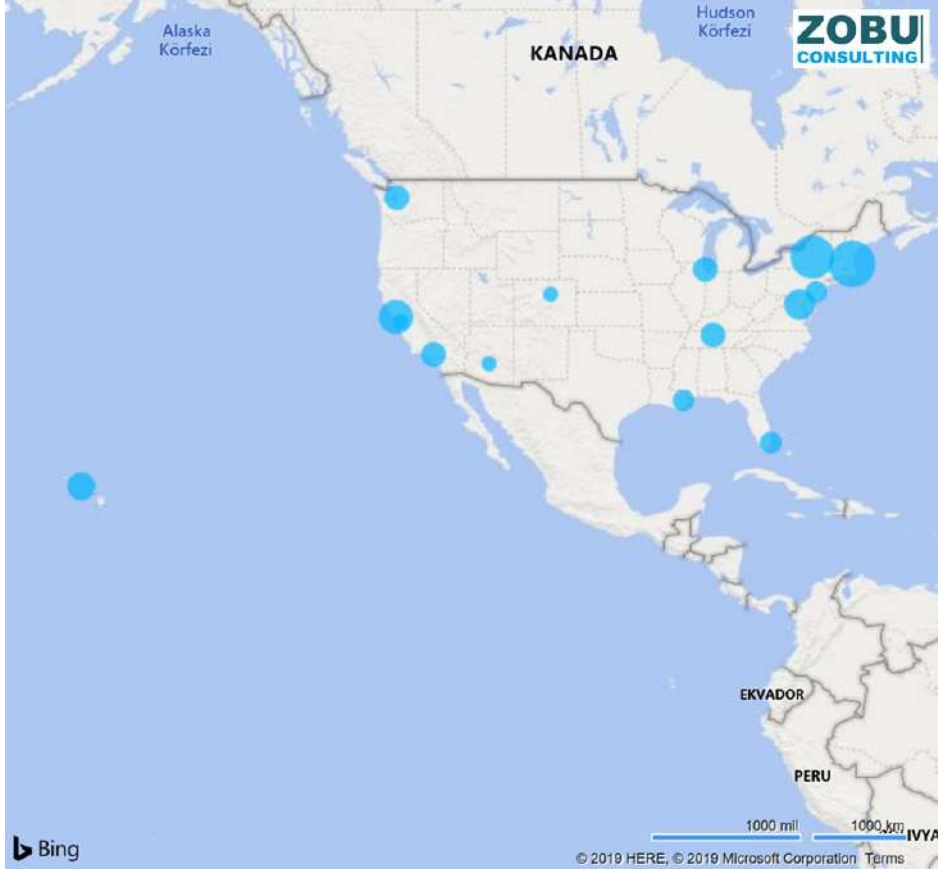 Alaska
Körfezi
Hudson
Körfezi
ZOBU
CONSULTING
KANADA
EKVADOR
PERU
IVYA
1000 mil
1000 km
Bing
© 2019 HERE, © 2019 Microsoft Corporation Terms